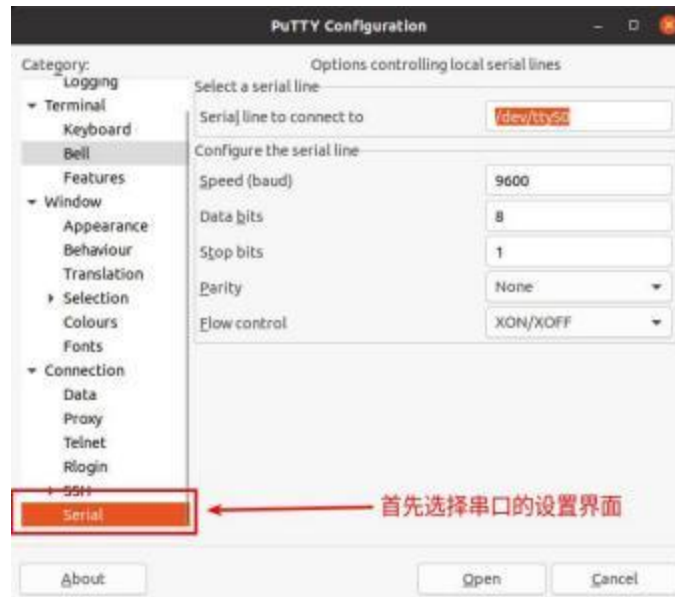 PuTTY Configuration
Category:
Options controlling local serial lines
Logging
Select a serial line
Terminal
Serial line to connect to
/dev/ttyS0
Keyboard
Bell
Configure the serial line
Features
Speed (baud)
9600
Window
Data bits
8
Appearance
Behaviour
Stop bits
1
Translation
Parity
None
Selection
Colours
Flow control
XON/XOFF
Fonts
Connection
Data
Proxy
Telnet
Rlogin
SSH
Serial
首先选择串口的设置界面
About
Open
Cancel